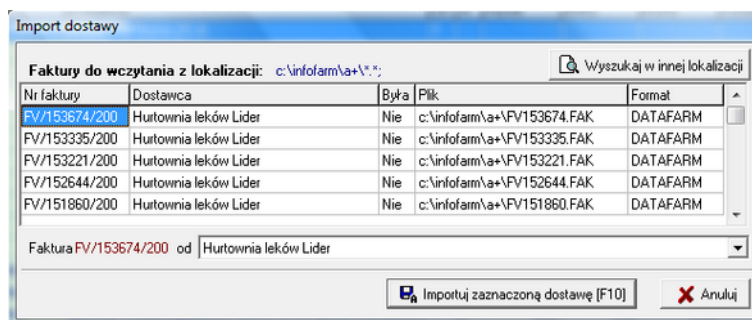 Import dostawy
Faktury do wczytania z lokalizacji: c:\infofarm\a+\*.*;
Wyszukaj w innej lokalizacji
Nr faktury Dostawca Była Plik Format
FV/153674/200 Hurtownia leków Lider Nie c:\infofarm\a+\FV153674.FAK DATAFARM
FV/153335/200 Hurtownia leków Lider Nie c:\infofarm\a+\FV153335.FAK DATAFARM
FV/153221/200 Hurtownia leków Lider Nie c:\infofarm\a+\FV153221.FAK DATAFARM
FV/152644/200 Hurtownia leków Lider Nie c:\infofarm\a+\FV152644.FAK DATAFARM
FV/151860/200 Hurtownia leków Lider Nie c:\infofarm\a+\FV151860.FAK DATAFARM
Faktura FV/153674/200 od Hurtownia leków Lider
Importuj zaznaczoną dostawę [F10] Anuluj